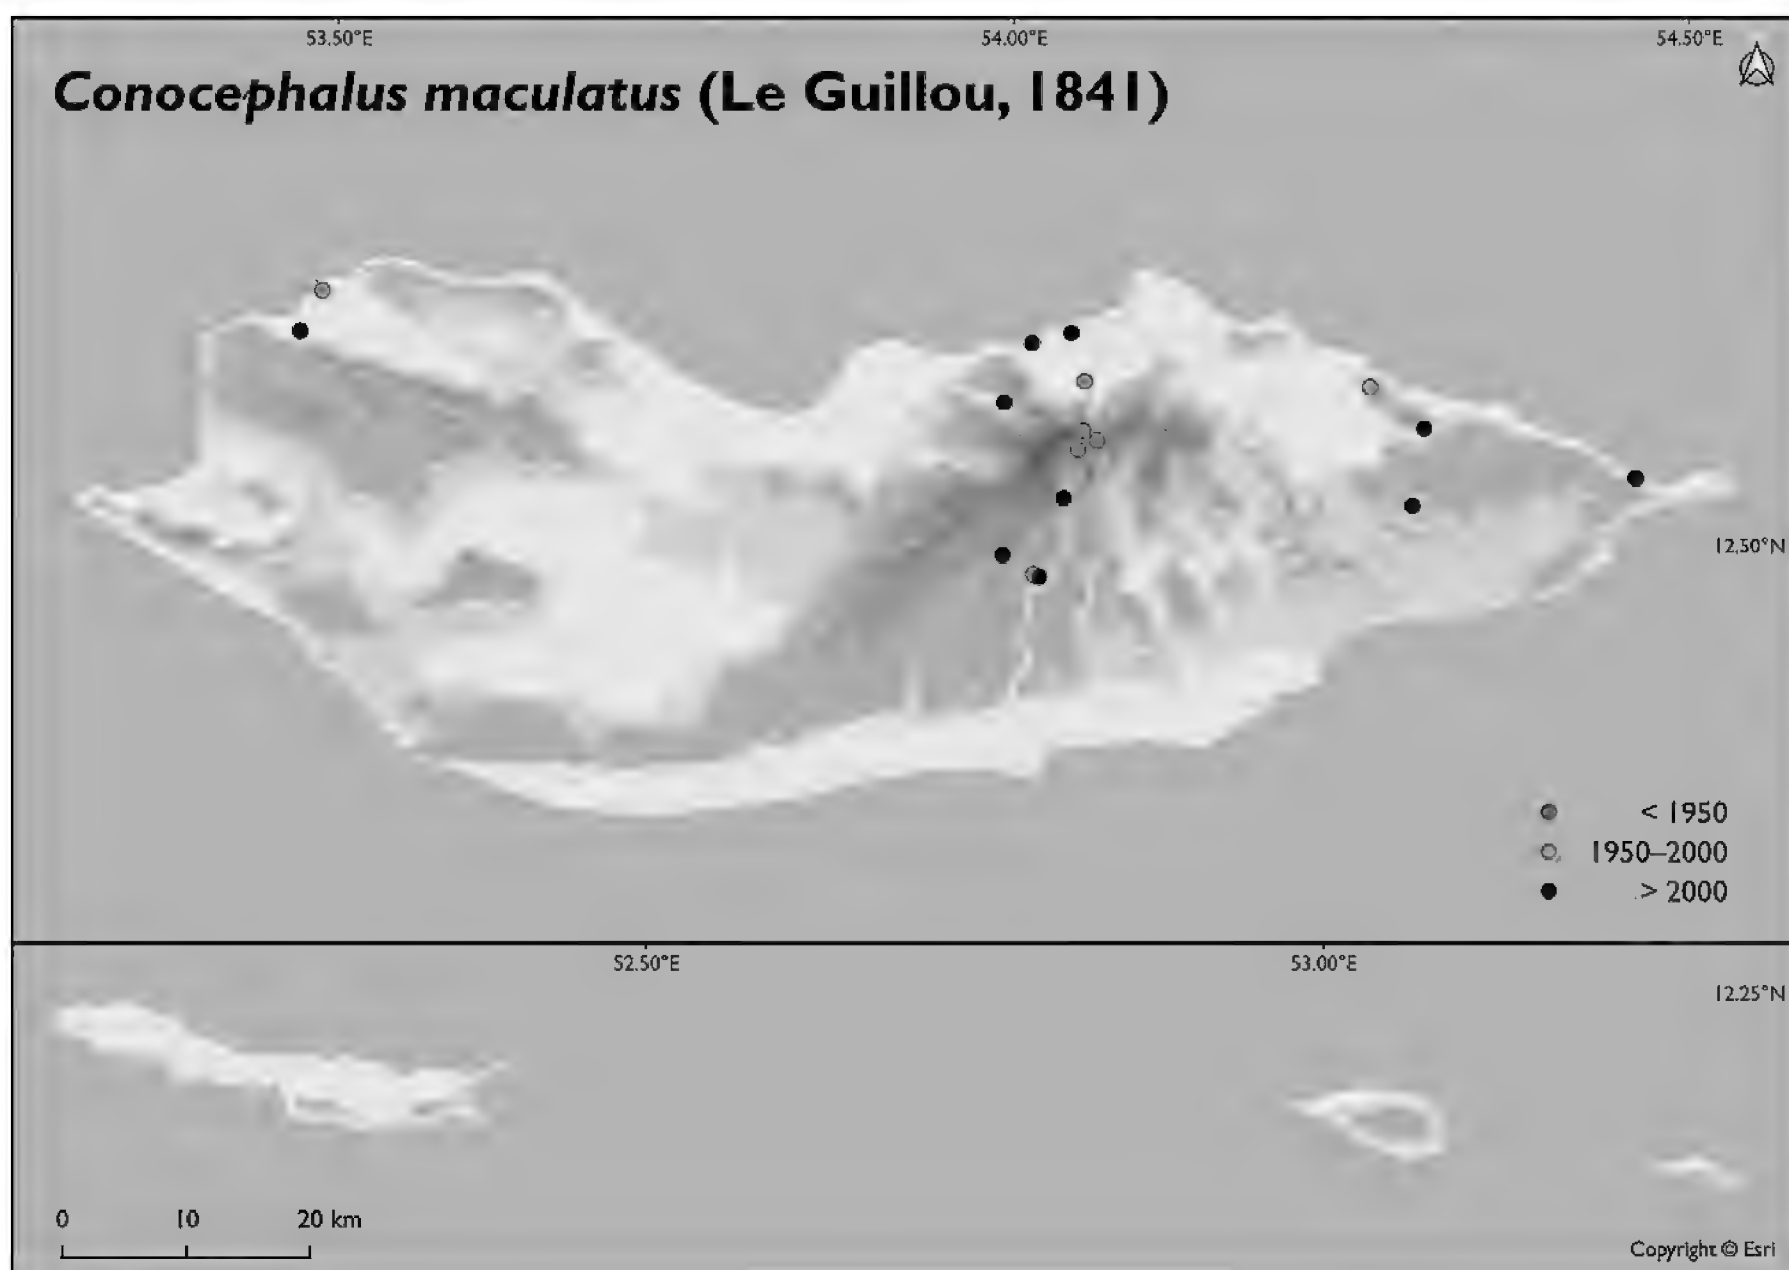 53.50°E 54.00°E 54.50°E
Conocephalus maculatus (Le Guillou, 1841)
12.50°N
< 1950
1950–2000
> 2000
52.50°E 53.00°E
12.25°N
0 10 20 km
Copyright © Esri